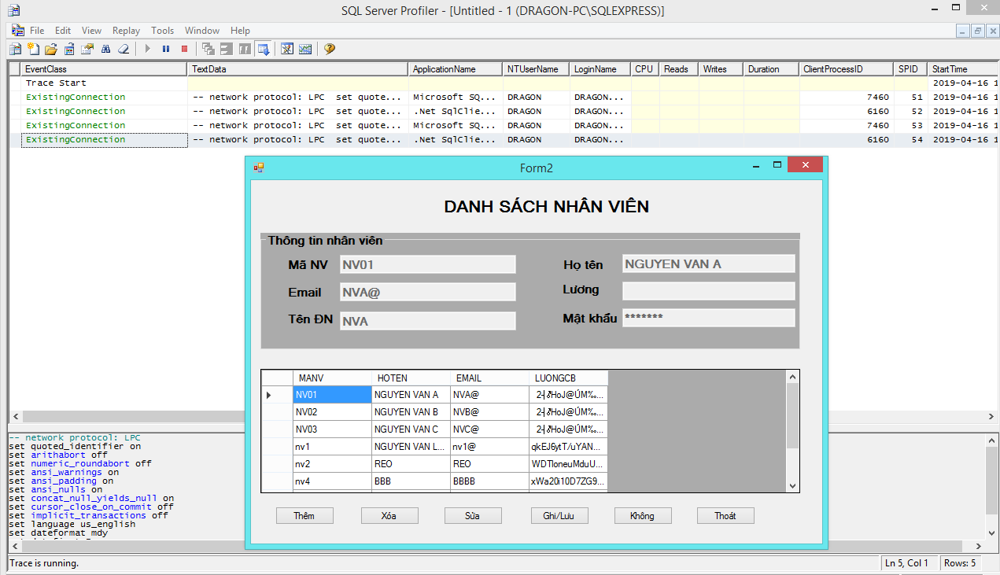 SQL Server Profiler - [Untitled - 1 (DRAGON-PC\SQLEXPRESS)]
File Edit View Replay Tools Window Help
EventClass TextData ApplicationName NTUserName LoginName CPU Reads Writes Duration ClientProcessID SPID StartTime
Trace Start 2019-04-16 1
ExistingConnection -- network protocol: LPC set quote... Microsoft SQ... DRAGON DRAGON... 7460 51 2019-04-16 1
ExistingConnection -- network protocol: LPC set quote... .Net SqlClie... DRAGON DRAGON... 6160 52 2019-04-16 1
ExistingConnection -- network protocol: LPC set quote... Microsoft SQ... DRAGON DRAGON... 7460 53 2019-04-16 1
ExistingConnection -- network protocol: LPC set quote... .Net SqlClie... DRAGON DRAGON... 6160 54 2019-04-16 1
Form2
DANH SÁCH NHÂN VIÊN
Thông tin nhân viên
Mã NV NV01 Họ tên NGUYEN VAN A
Email NVA@ Lương
Tên ĐN NVA Mật khẩu *******
MANV HOTEN EMAIL LUONGCB
NV01 NGUYEN VAN A NVA@
NV02 NGUYEN VAN B NVB@
NV03 NGUYEN VAN C NVC@
nv1 NGUYEN VAN L... nv1@ qkEJ6ytT/uYAN...
nv2 REO REO WDTloneuMduU...
nv4 BBB BBBB xWa20i10D7ZG9...
Thêm Xóa Sửa Ghi/Lưu Không Thoát
-- network protocol: LPC
set quoted_identifier on
set arithabort off
set numeric_roundabort off
set ansi_warnings on
set ansi_padding on
set ansi_nulls on
set concat_null_yields_null on
set cursor_close_on_commit off
set implicit_transactions off
set language us_english
set dateformat mdy
Trace is running. Ln 5, Col 1 Rows: 5